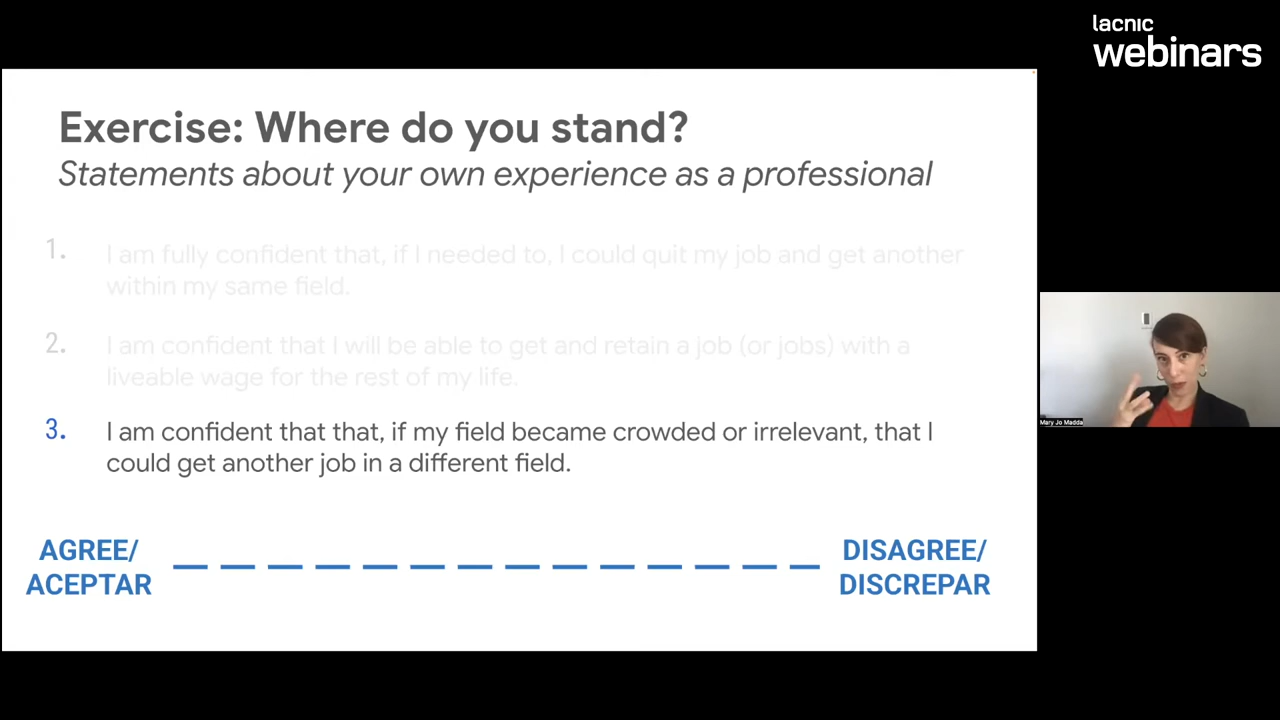 lacnic
webinars
Exercise: Where do you stand?
Statements about your own experience as a professional
1. I am fully confident that, if I needed to, I could quit my job and get another
within my same field.
2. I am confident that I will be able to get and retain a job (or jobs) with a
liveable wage for the rest of my life.
3. I am confident that that, if my field became crowded or irrelevant, that I
could get another job in a different field.
AGREE/
ACEPTAR
DISAGREE/
DISCREPAR
Mary Jo Madda